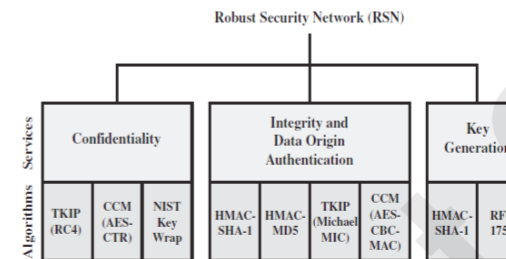 Robust Security Network (RSN)
Services
Confidentiality
Integrity and
Data Origin
Authentication
Key
Generation
Algorithms
TKIP
(RC4)
CCM
(AES-
CTR)
NIST
Key
Wrap
HMAC-
SHA-1
HMAC-
MD5
TKIP
(Michael
MIC)
CCM
(AES-
CBC-
MAC)
HMAC-
SHA-1